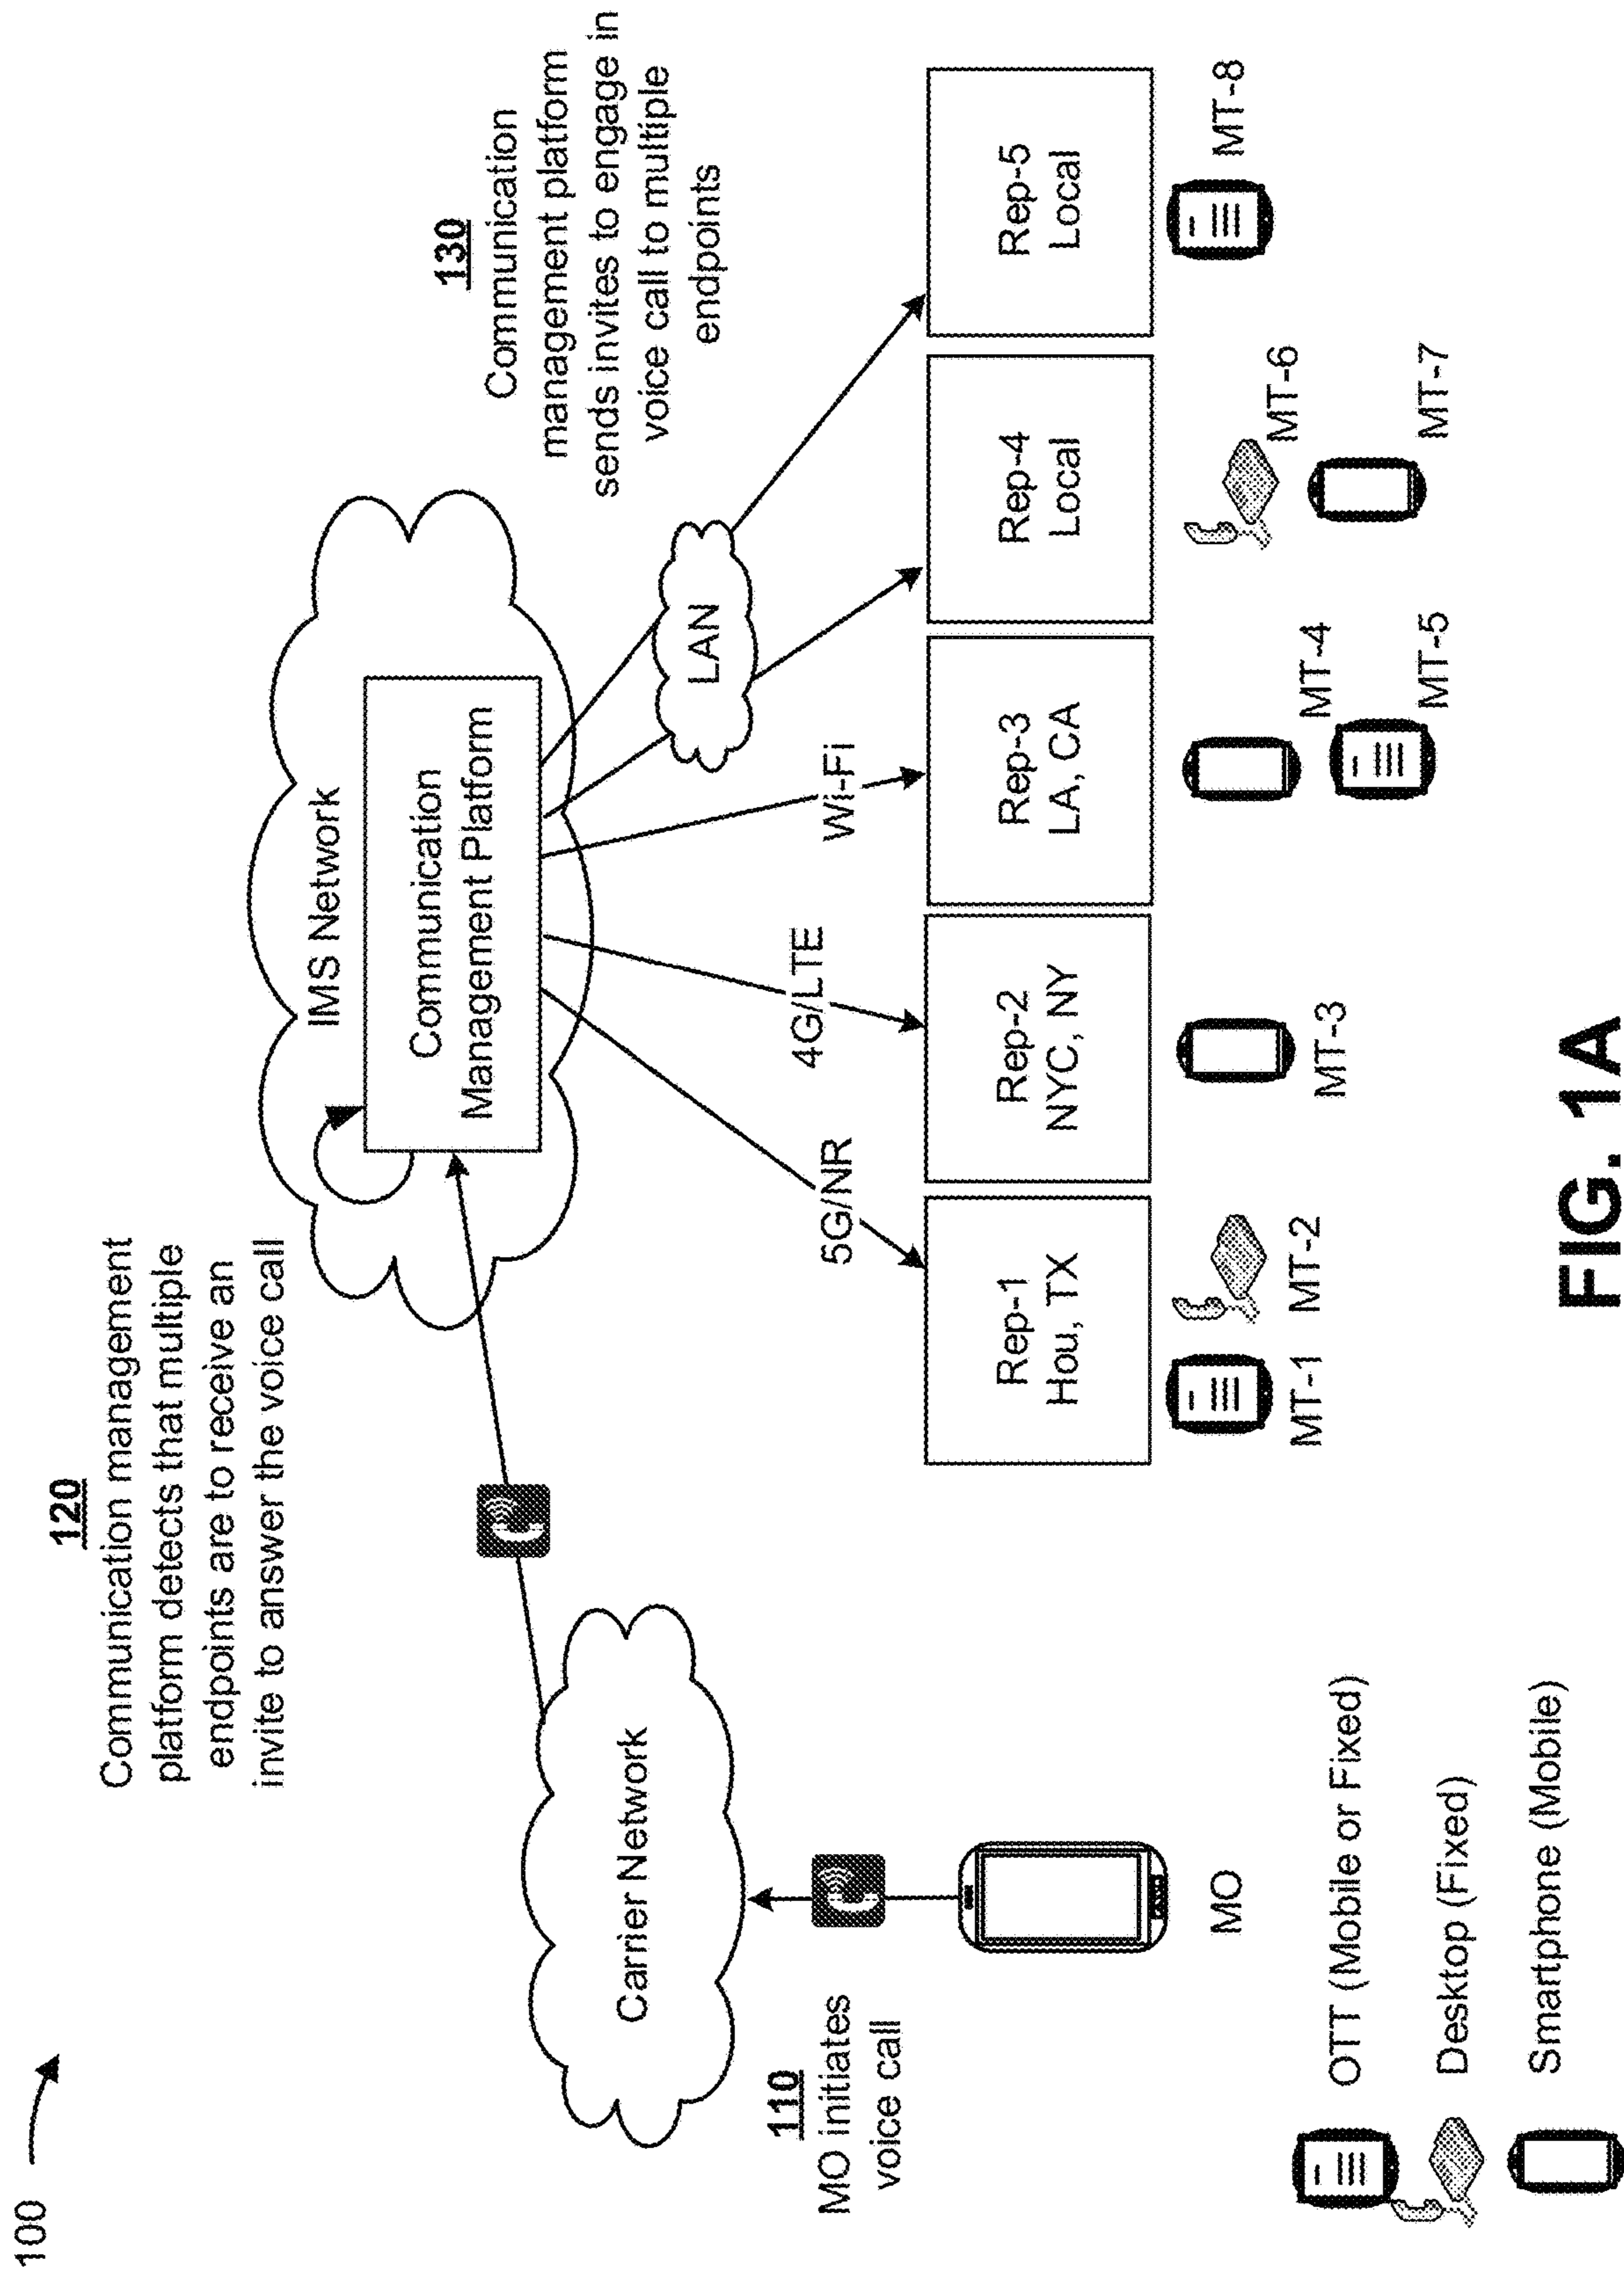 100
120
Communication management
platform detects that multiple
endpoints are to receive an
invite to answer the voice call
130
Communication
management platform
sends invites to engage in
voice call to multiple
endpoints
IMS Network
Communication
Management Platform
Carrier Network
LAN
110
MO initiates
voice call
MO
5G/NR
4G/LTE
Wi-Fi
Rep-1
Hou, TX
Rep-2
NYC, NY
Rep-3
LA, CA
Rep-4
Local
Rep-5
Local
MT-1
MT-2
MT-3
MT-4
MT-5
MT-6
MT-7
MT-8
OTT (Mobile or Fixed)
Desktop (Fixed)
Smartphone (Mobile)
FIG. 1A